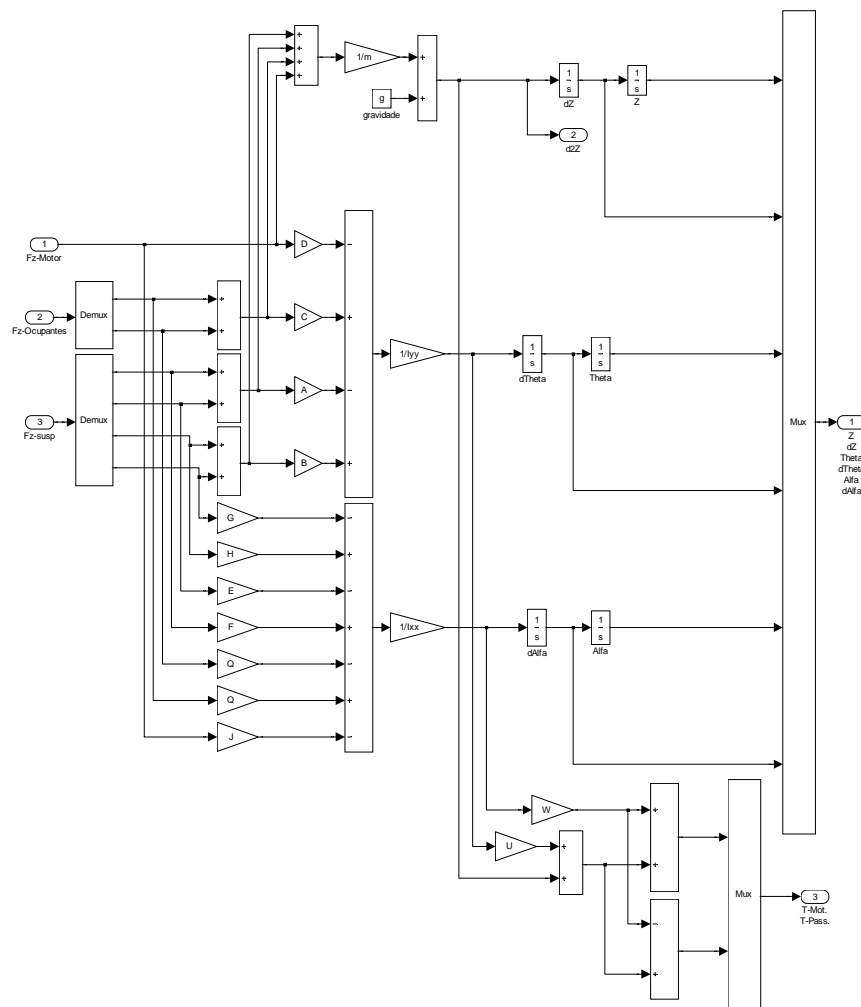 +
+
+
+
1/m
+
+
g
gravidade
1
s
dZ
1
s
Z
2
d2Z
1
Fz-Motor
D
-
2
Fz-Ocupantes
Demux
+
+
C
+
1/Iyy
1
s
dTheta
1
s
Theta
3
Fz-susp
Demux
+
+
A
-
+
+
B
+
Mux
1
Z
dZ
Theta
dTheta
Alfa
dAlfa
G
-
H
+
E
-
F
+
1/Ixx
1
s
dAlfa
1
s
Alfa
Q
-
Q
+
J
-
W
+
+
U
+
+
-
+
Mux
3
T-Mot.
T-Pass.